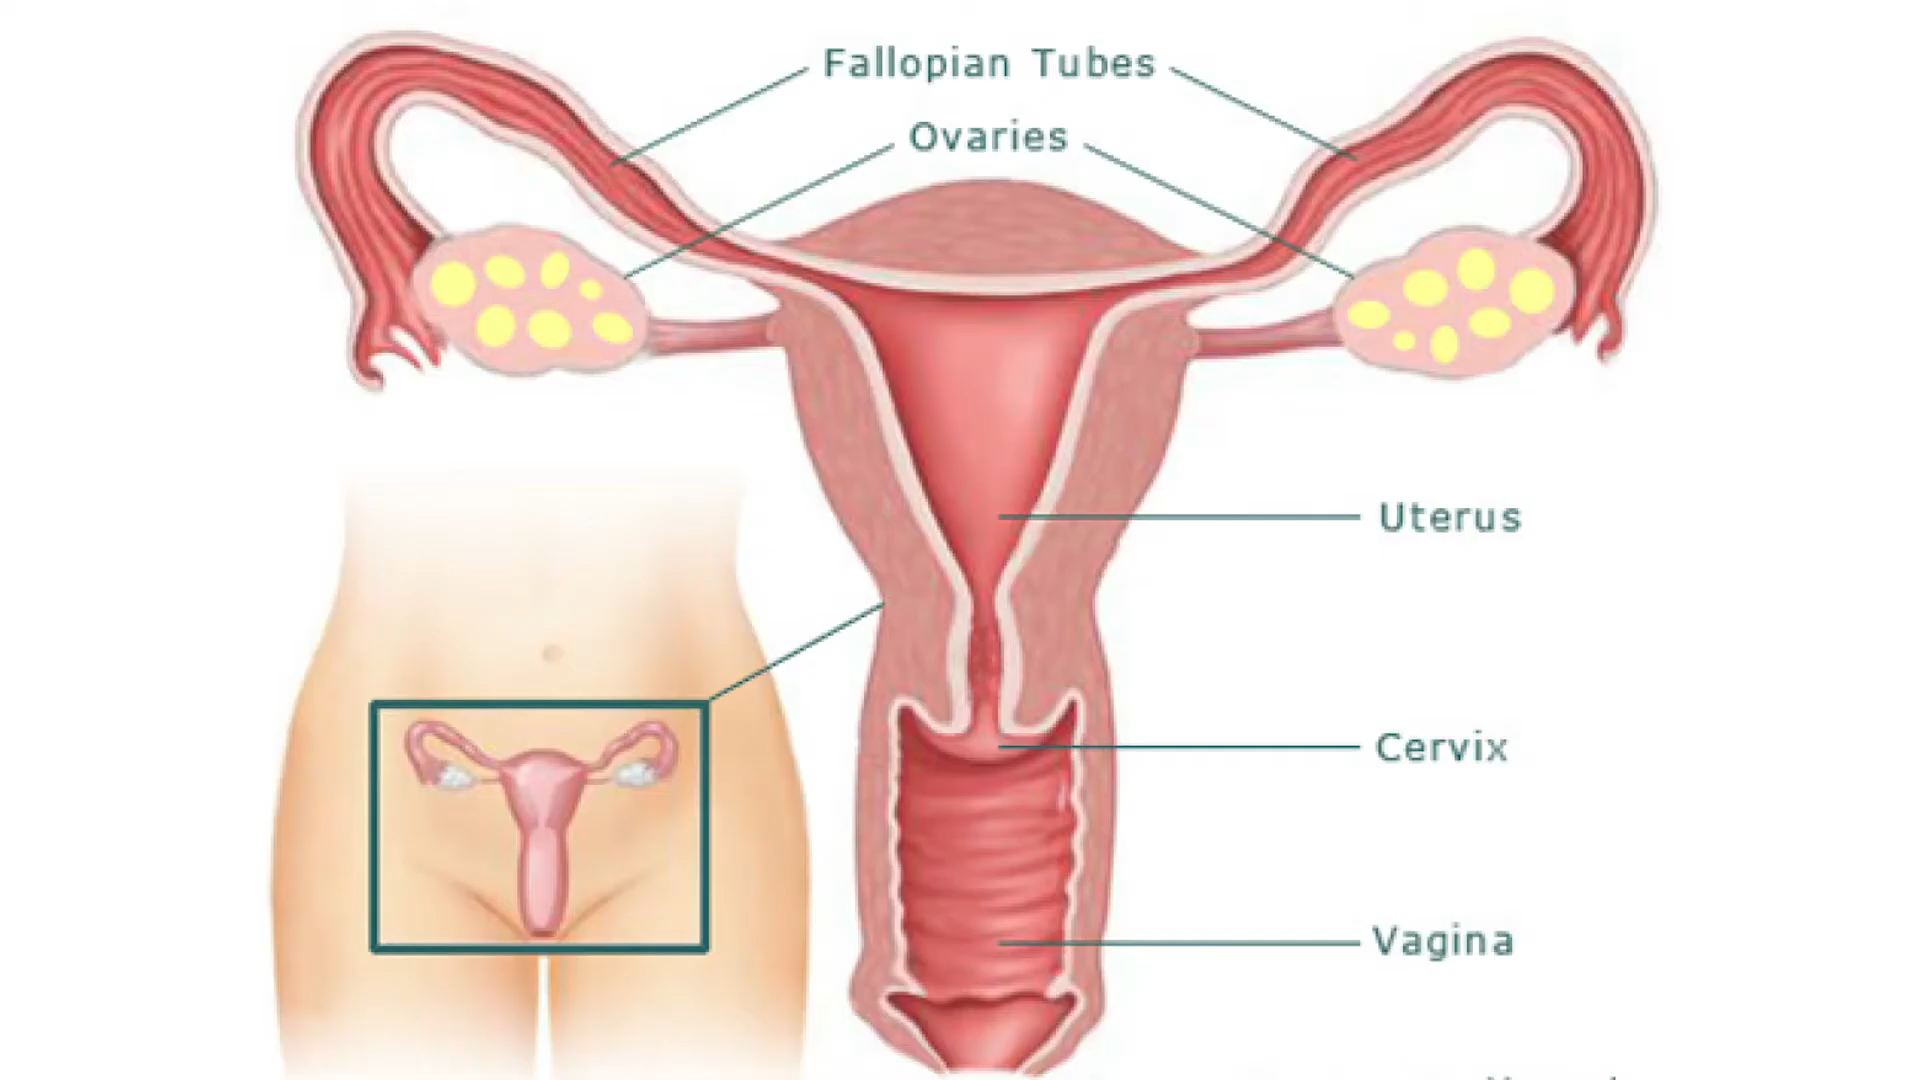 Fallopian Tubes
Ovaries
Uterus
Cervix
Vagina